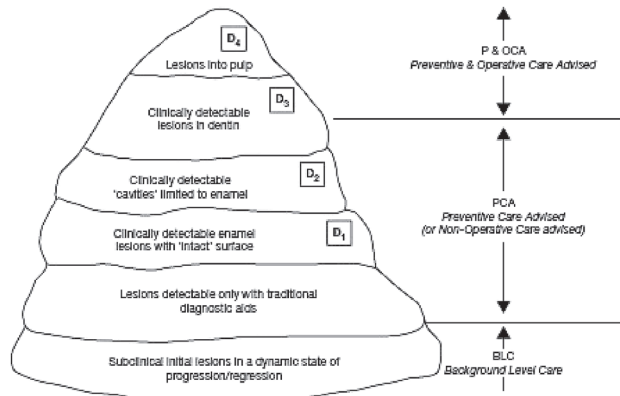 D4
Lesions into pulp
D3
Clinically detectable
lesions in dentin
D2
Clinically detectable
'cavities' limited to enamel
D1
Clinically detectable enamel
lesions with 'intact' surface
Lesions detectable only with traditional
diagnostic aids
Subclinical initial lesions in a dynamic state of
progression/regression
P & OCA
Preventive & Operative Care Advised
PCA
Preventive Care Advised
(or Non-Operative Care advised)
BLC
Background Level Care